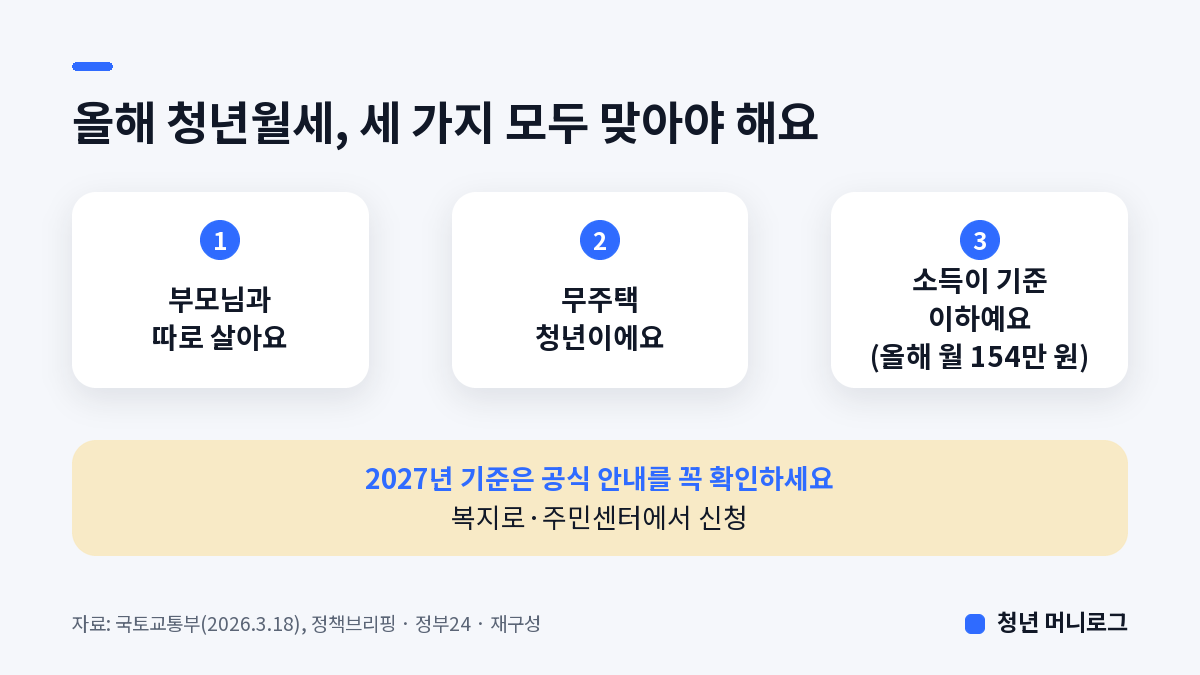 올해 청년월세, 세 가지 모두 맞아야 해요
1
부모님과
따로 살아요
2
무주택
청년이에요
3
소득이 기준
이하예요
(올해 월 154만 원)
2027년 기준은 공식 안내를 꼭 확인하세요
복지로·주민센터에서 신청
자료: 국토교통부(2026.3.18), 정책브리핑 · 정부24 · 재구성
청년 머니로그